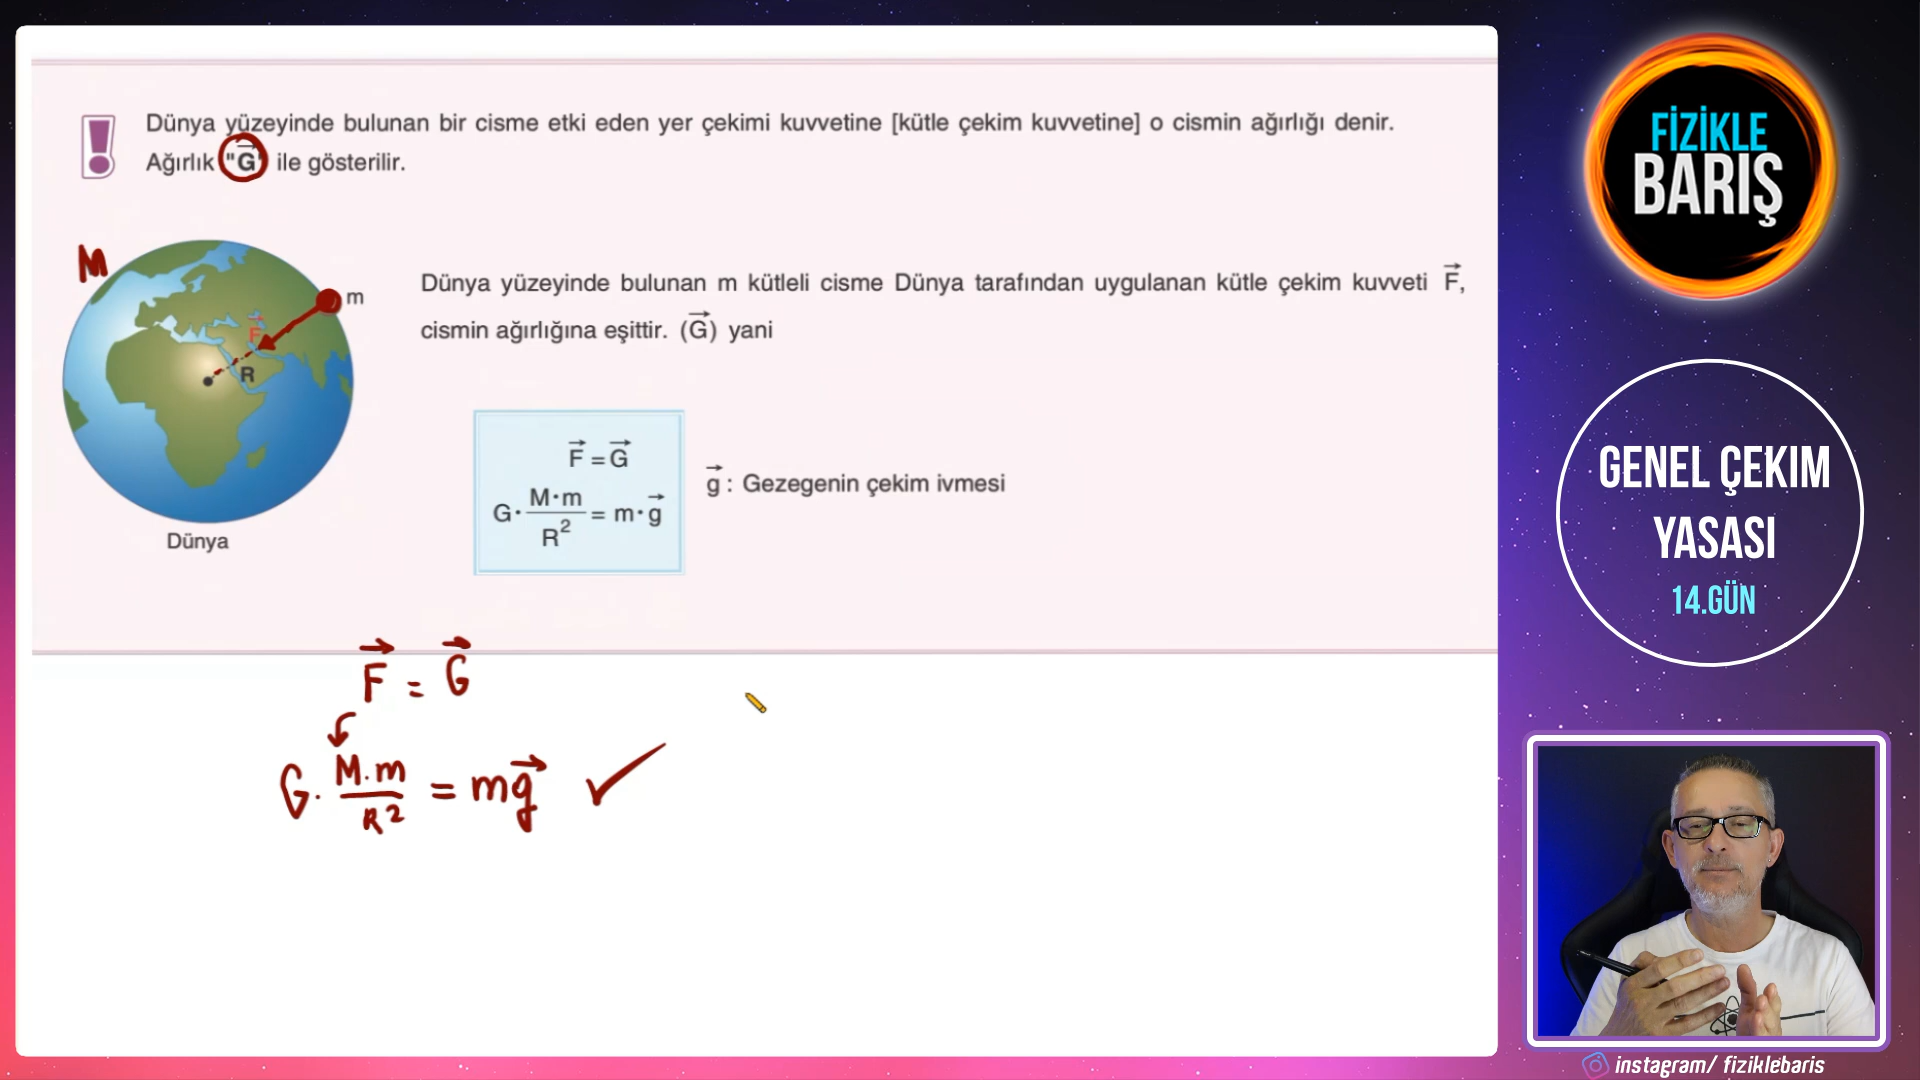 Dünya yüzeyinde bulunan bir cisme etki eden yer çekimi kuvvetine [kütle çekim kuvvetine] o cismin ağırlığı denir.
Ağırlık "G⃗" ile gösterilir.
M
m
F⃗
R
Dünya
Dünya yüzeyinde bulunan m kütleli cisme Dünya tarafından uygulanan kütle çekim kuvveti F⃗,
cismin ağırlığına eşittir. (G⃗) yani
F⃗ = G⃗
G · M·m / R² = m · g⃗
g⃗ : Gezegenin çekim ivmesi
F⃗ = G⃗
G. M.m / R² = mg⃗ ✓
FİZİKLE
BARIŞ
GENEL ÇEKIM
YASASI
14.GÜN
instagram/ fiziklebaris